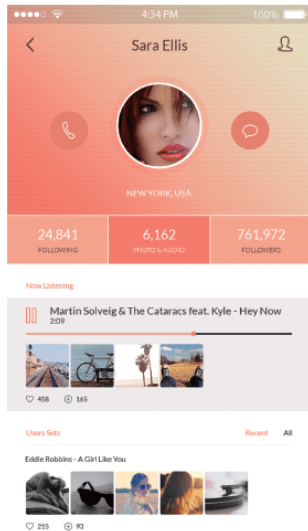 4:34 PM 100%
Sara Ellis
NEW YORK, USA
24,841 6,162 761,972
FOLLOWING PHOTO & AUDIO FOLLOWERS
Now Listening
Martin Solveig & The Cataracs feat. Kyle - Hey Now
2:09
458 165
Users Sets Recent All
Eddie Robbins - A Girl Like You
215 93